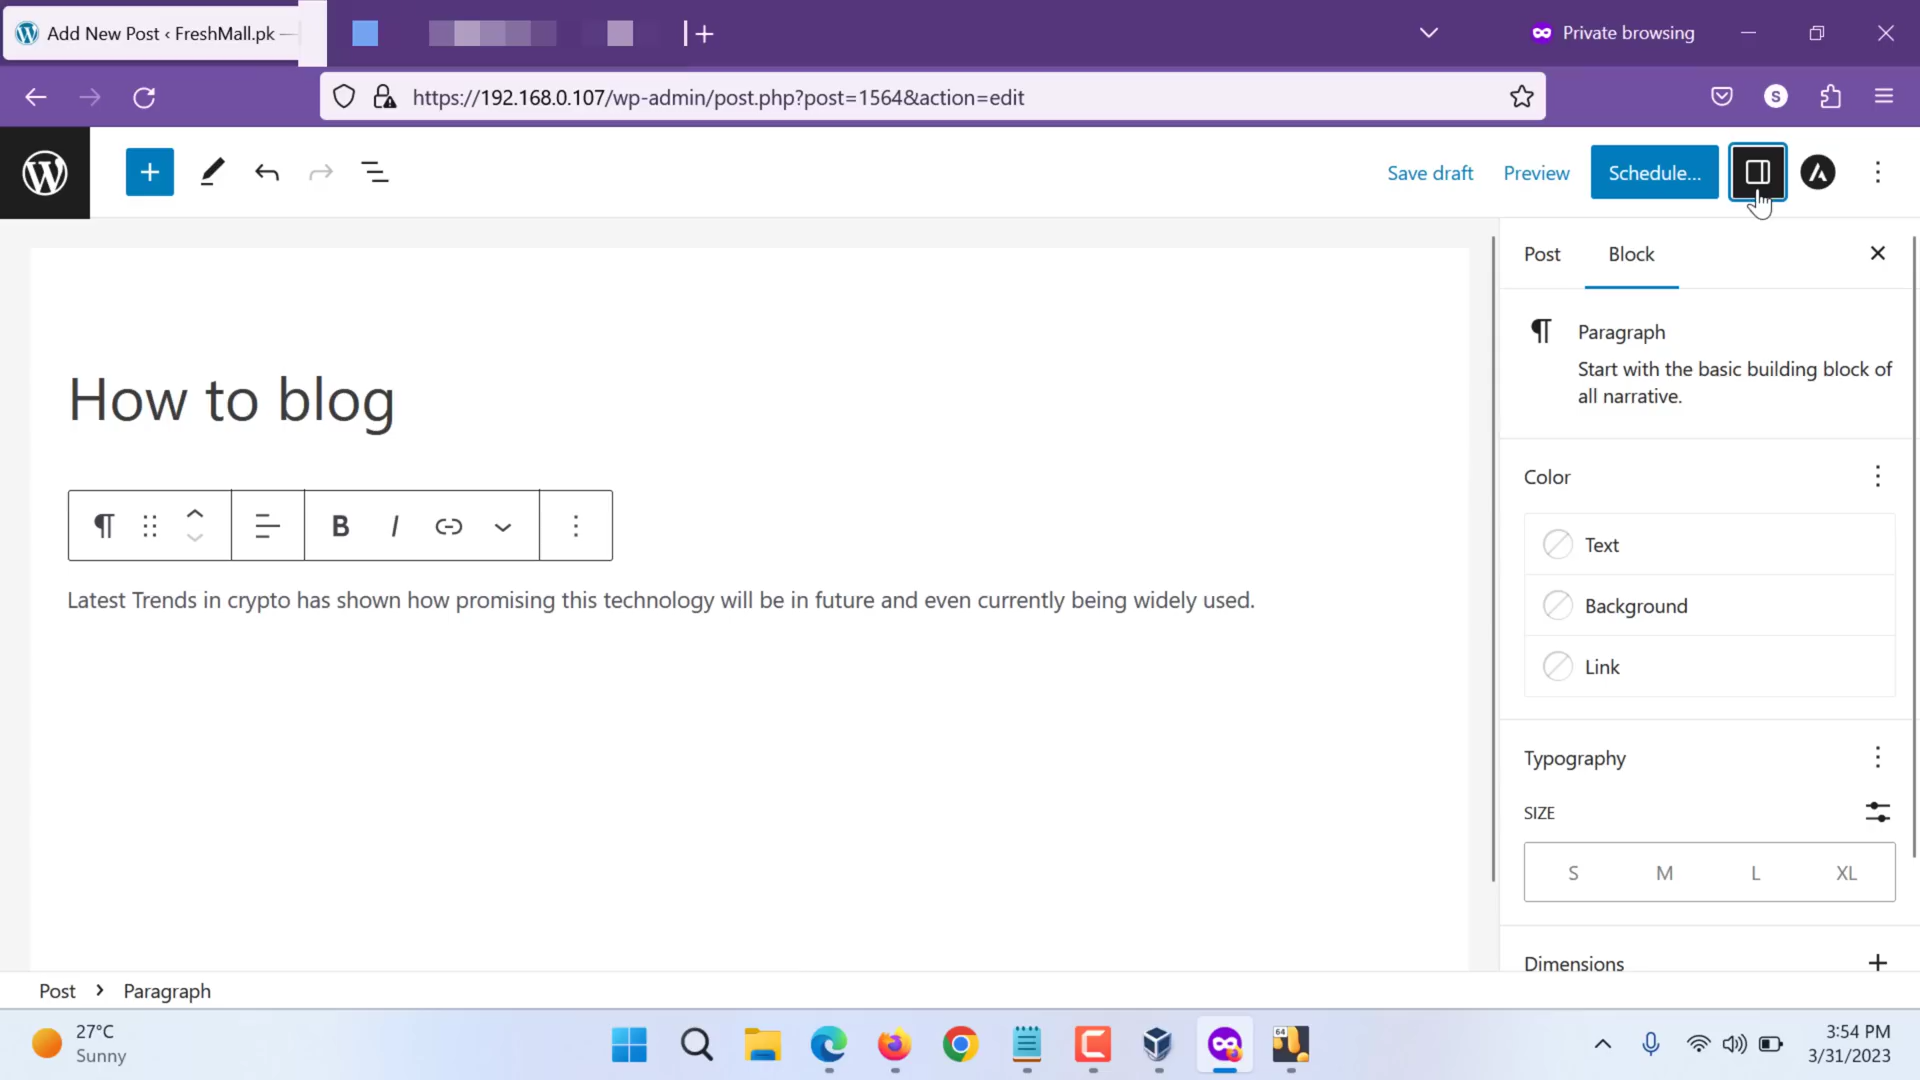 Add New Post ‹ FreshMall.pk —
Private browsing
https://192.168.0.107/wp-admin/post.php?post=1564&action=edit
S
Save draft
Preview
Schedule...
Post
Block
Paragraph
Start with the basic building block of
all narrative.
How to blog
Color
B I
Text
Latest Trends in crypto has shown how promising this technology will be in future and even currently being widely used.
Background
Link
Typography
SIZE
S M L XL
Dimensions
Post > Paragraph
27°C
Sunny
64
3:54 PM
3/31/2023